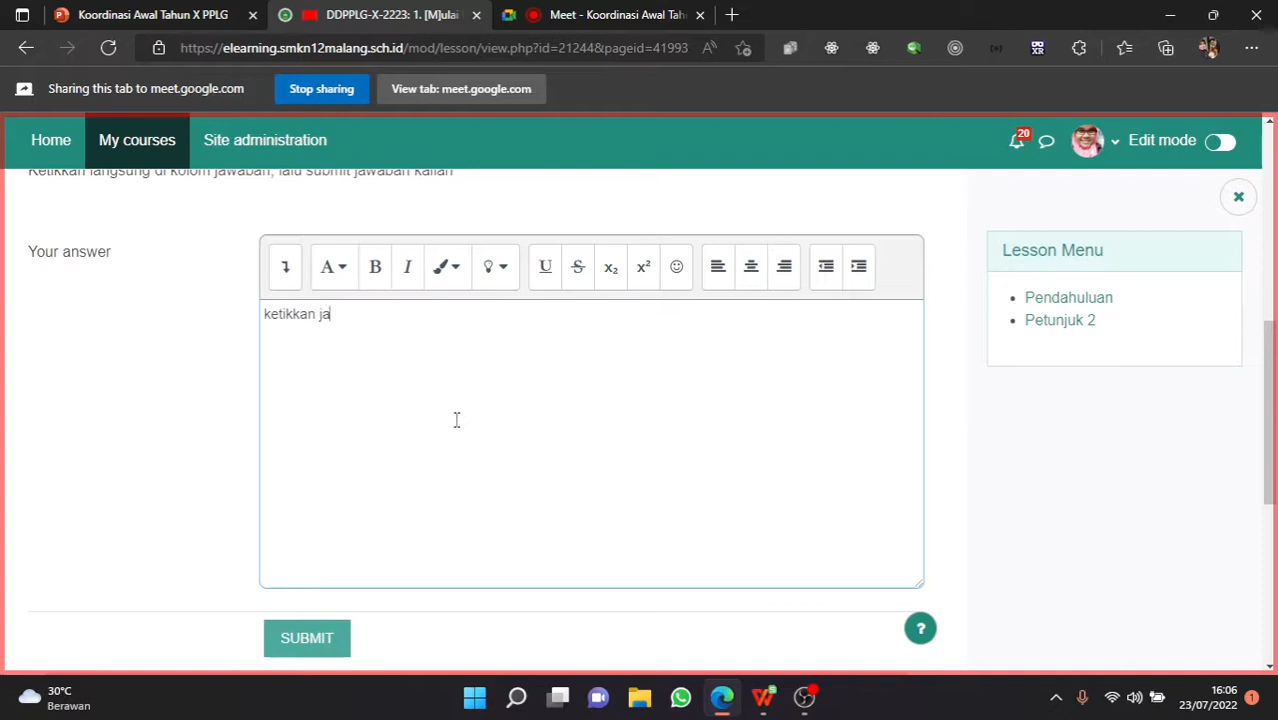 Koordinasi Awal Tahun X PPLG
DDPPLG-X-2223: 1. [M]ulai
Meet - Koordinasi Awal Tah
https://elearning.smkn12malang.sch.id/mod/lesson/view.php?id=21244&pageid=41993
Sharing this tab to meet.google.com
Stop sharing
View tab: meet.google.com
Home
My courses
Site administration
20
Edit mode
Ketikkan langsung di kolom jawaban, lalu submit jawaban kalian
Your answer
A
B
I
U
S
x₂
x²
ketikkan ja
Lesson Menu
Pendahuluan
Petunjuk 2
SUBMIT
?
30°C
Berawan
16:06
23/07/2022
1